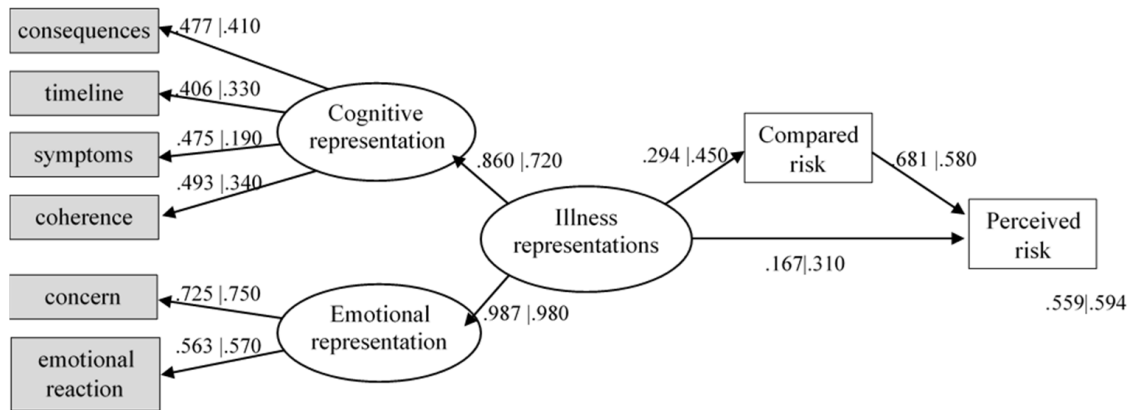 consequences
.477 |.410
timeline
.406 |.330
symptoms
.475 |.190
coherence
.493 |.340
Cognitive
representation
.860 |.720
concern
.725 |.750
emotional
reaction
.563 |.570
Emotional
representation
.987 |.980
Illness
representations
.294 |.450
Compared
risk
.681 |.580
.167|.310
Perceived
risk
.559|.594